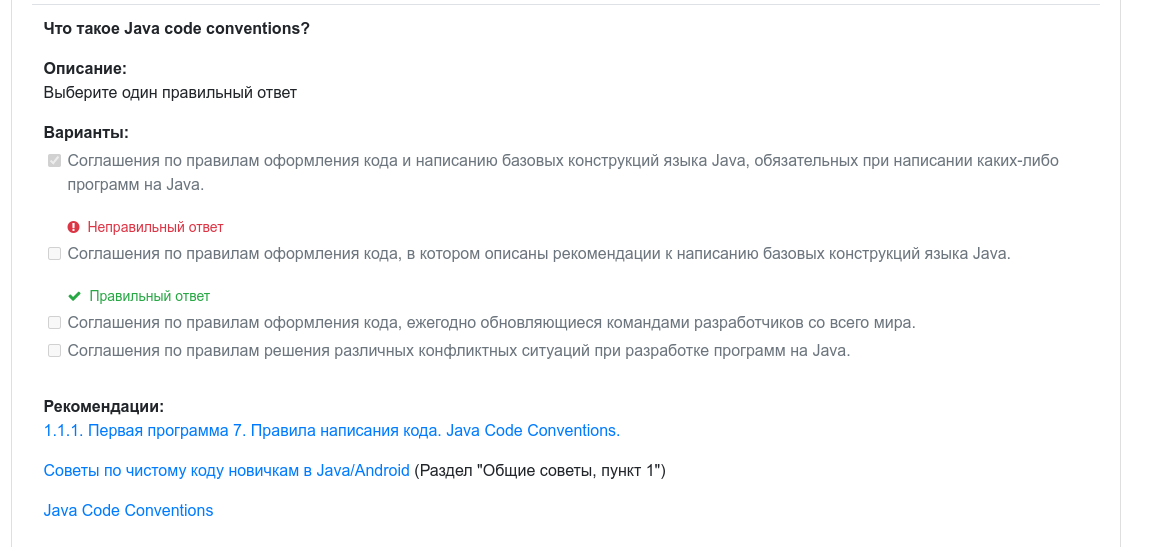 Что такое Java code conventions?
Описание:
Выберите один правильный ответ
Варианты:
Соглашения по правилам оформления кода и написанию базовых конструкций языка Java, обязательных при написании каких-либо
программ на Java.
Неправильный ответ
Соглашения по правилам оформления кода, в котором описаны рекомендации к написанию базовых конструкций языка Java.
Правильный ответ
Соглашения по правилам оформления кода, ежегодно обновляющиеся командами разработчиков со всего мира.
Соглашения по правилам решения различных конфликтных ситуаций при разработке программ на Java.
Рекомендации:
1.1.1. Первая программа 7. Правила написания кода. Java Code Conventions.
Советы по чистому коду новичкам в Java/Android (Раздел "Общие советы, пункт 1")
Java Code Conventions